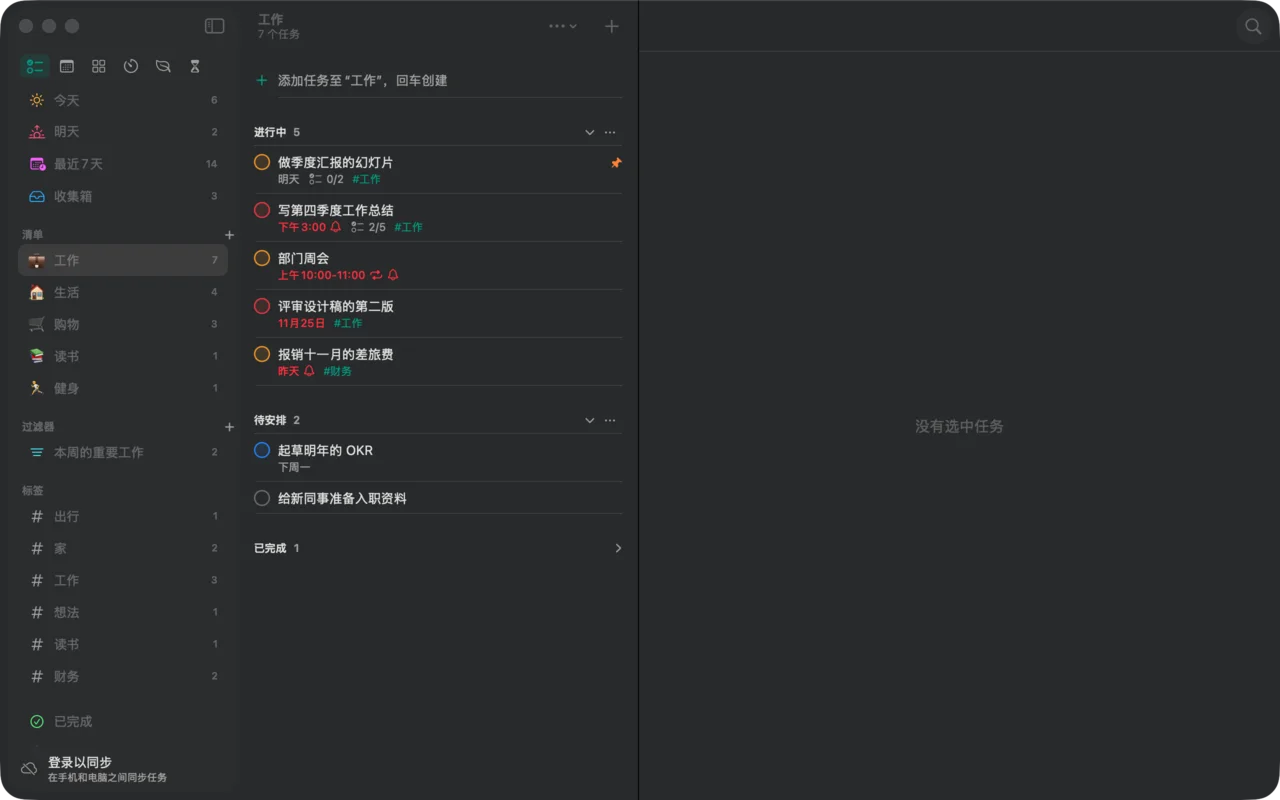 今天 6
明天 2
最近 7 天 14
收集箱 3
清单
工作 7
生活 4
购物 3
读书 1
健身 1
过滤器
本周的重要工作 2
标签
# 出行 1
# 家 2
# 工作 3
# 想法 1
# 读书 1
# 财务 2
已完成
登录以同步
在手机和电脑之间同步任务
工作
7 个任务
添加任务至 “工作”，回车创建
进行中 5
做季度汇报的幻灯片
明天 0/2 #工作
写第四季度工作总结
下午3:00 2/5 #工作
部门周会
上午10:00-11:00
评审设计稿的第二版
11月25日 #工作
报销十一月的差旅费
昨天 #财务
待安排 2
起草明年的 OKR
下周一
给新同事准备入职资料
已完成 1
没有选中任务